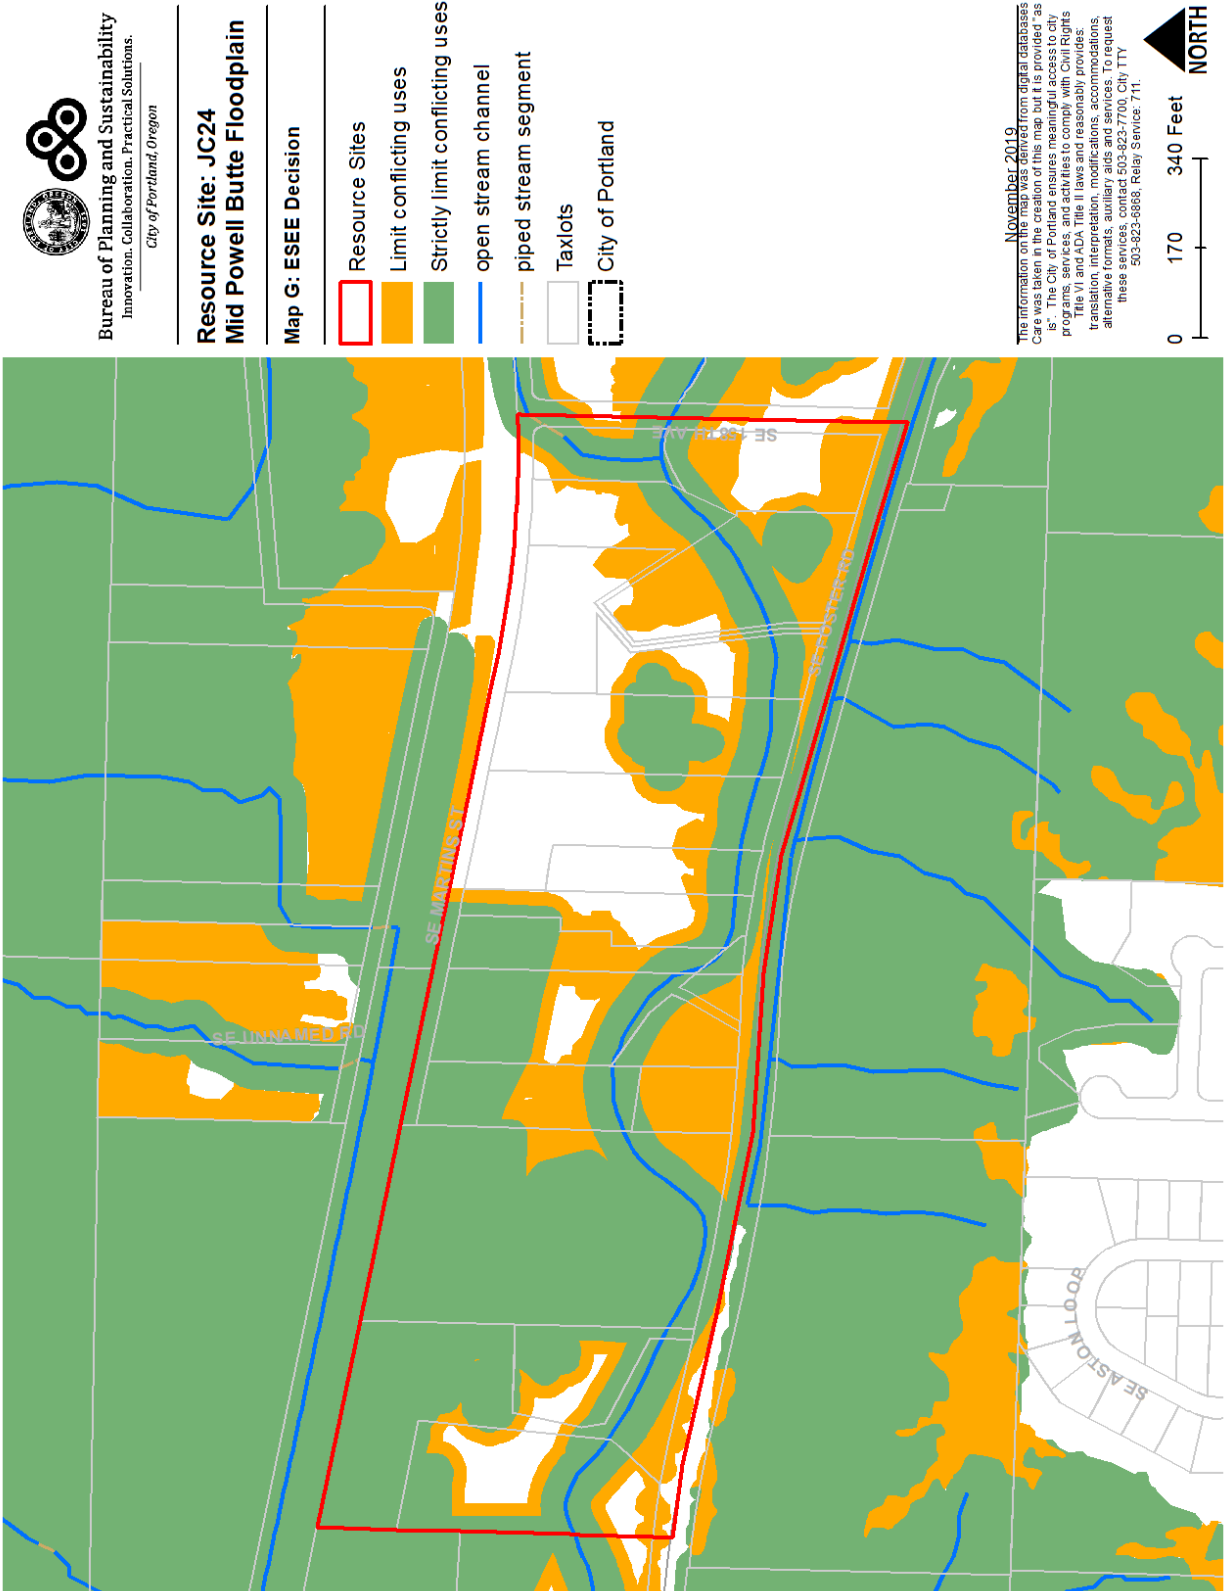 Bureau of Planning and Sustainability
Innovation. Collaboration. Practical Solutions.
City of Portland, Oregon
Resource Site: JC24
Mid Powell Butte Floodplain
Map G: ESEE Decision
Resource Sites
Limit conflicting uses
Strictly limit conflicting uses
open stream channel
piped stream segment
Taxlots
City of Portland
November 2019
The information on the map was derived from digital databases
Care was taken in the creation of this map but it is provided "as
is". The City of Portland ensures meaningful access to city
programs, services, and activities to comply with Civil Rights
Title VI and ADA Title II laws and reasonably provides:
translation, interpretation, modifications, accommodations,
alternative formats, auxiliary aids and services. To request
these services, contact 503-823-7700, City TTY
503-823-6868, Relay Service: 711.
0 170 340 Feet
NORTH
SE 158TH AVE
SE FOSTER RD
SE MARTINS ST
SE UNNAMED RD
SE ASTON LOOP